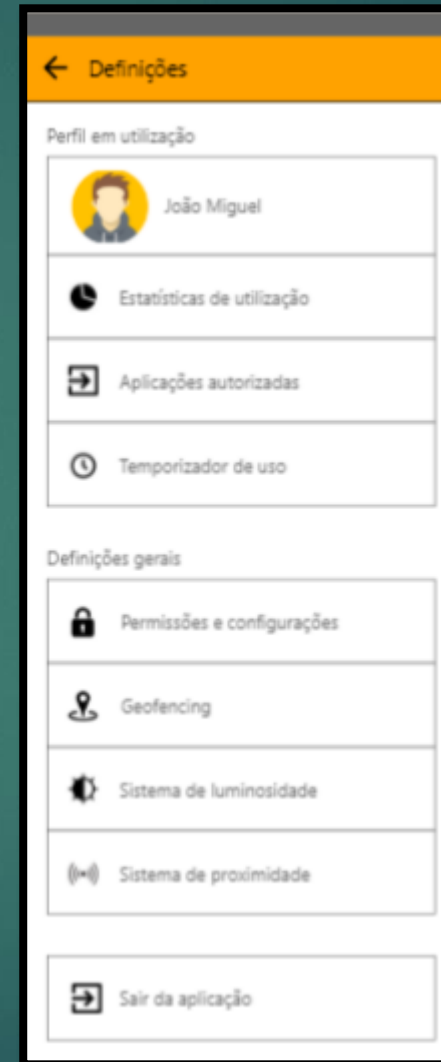 Definições
Perfil em utilização
João Miguel
Estatísticas de utilização
Aplicações autorizadas
Temporizador de uso
Definições gerais
Permissões e configurações
Geofencing
Sistema de luminosidade
Sistema de proximidade
Sair da aplicação